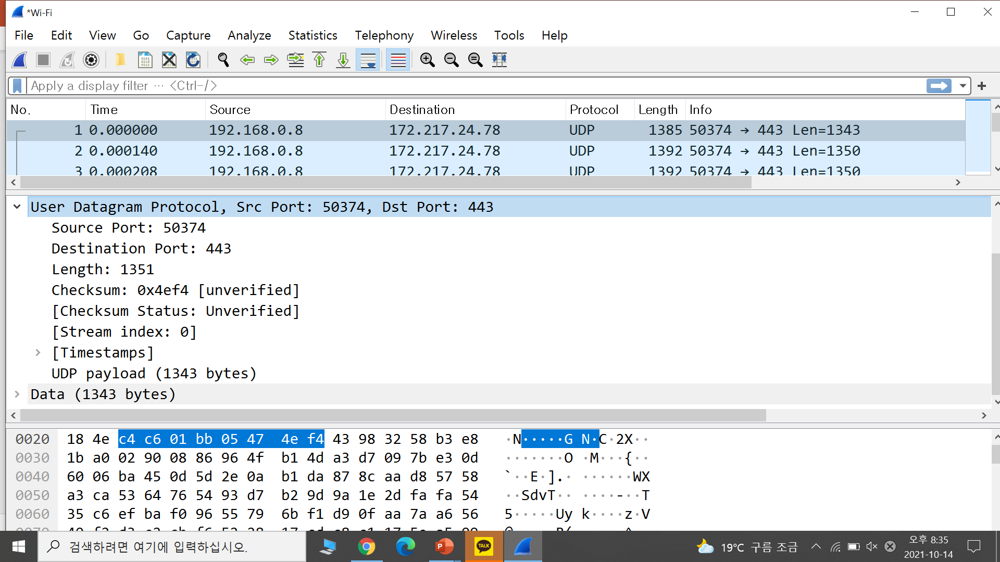 *Wi-Fi
File Edit View Go Capture Analyze Statistics Telephony Wireless Tools Help
Apply a display filter ··· <Ctrl-/>
No. Time Source Destination Protocol Length Info
1 0.000000 192.168.0.8 172.217.24.78 UDP 1385 50374 → 443 Len=1343
2 0.000140 192.168.0.8 172.217.24.78 UDP 1392 50374 → 443 Len=1350
3 0.000208 192.168.0.8 172.217.24.78 UDP 1392 50374 → 443 Len=1350
User Datagram Protocol, Src Port: 50374, Dst Port: 443
Source Port: 50374
Destination Port: 443
Length: 1351
Checksum: 0x4ef4 [unverified]
[Checksum Status: Unverified]
[Stream index: 0]
[Timestamps]
UDP payload (1343 bytes)
Data (1343 bytes)
0020 18 4e c4 c6 01 bb 05 47 4e f4 43 98 32 58 b3 e8 ·N·····G N·C·2X··
0030 1b a0 02 90 08 86 96 4f b1 4d a3 d7 09 7b e3 0d ·······O ·M···{··
0040 60 06 ba 45 0d 5d 2e 0a b1 da 87 8c aa d8 57 58 `··E·].· ······WX
0050 a3 ca 53 64 76 54 93 d7 b2 9d 9a 1e 2d fa fa 54 ··SdvT·· ····-··T
0060 35 c6 ef ba f0 96 55 79 6b f1 d9 0f aa 7a a6 56 5·····Uy k····z·V
검색하려면 여기에 입력하십시오.
P
TALK
19°C 구름 조금
오후 8:35
2021-10-14